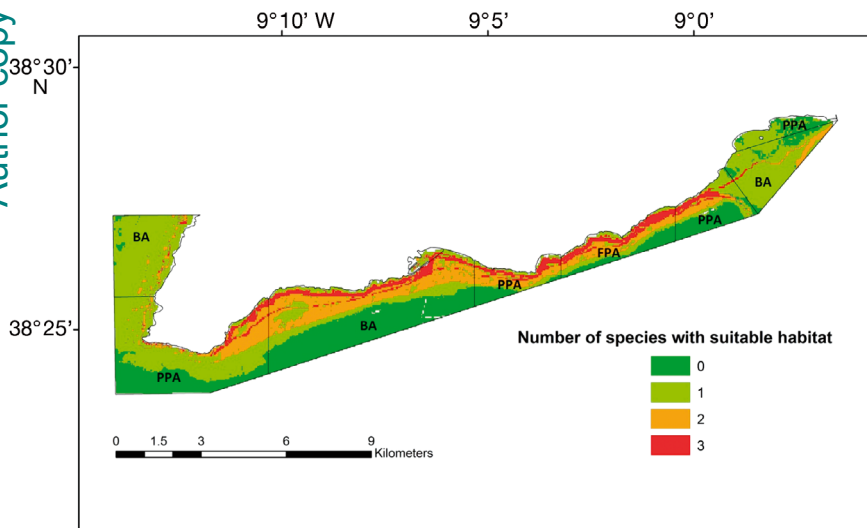 Author copy
9°10' W 9°5' 9°0'
38°30'
N
PPA
BA
BA
PPA
FPA
PPA
38°25'
BA
PPA
Number of species with suitable habitat
0
1
2
3
0 1.5 3 6 9
Kilometers